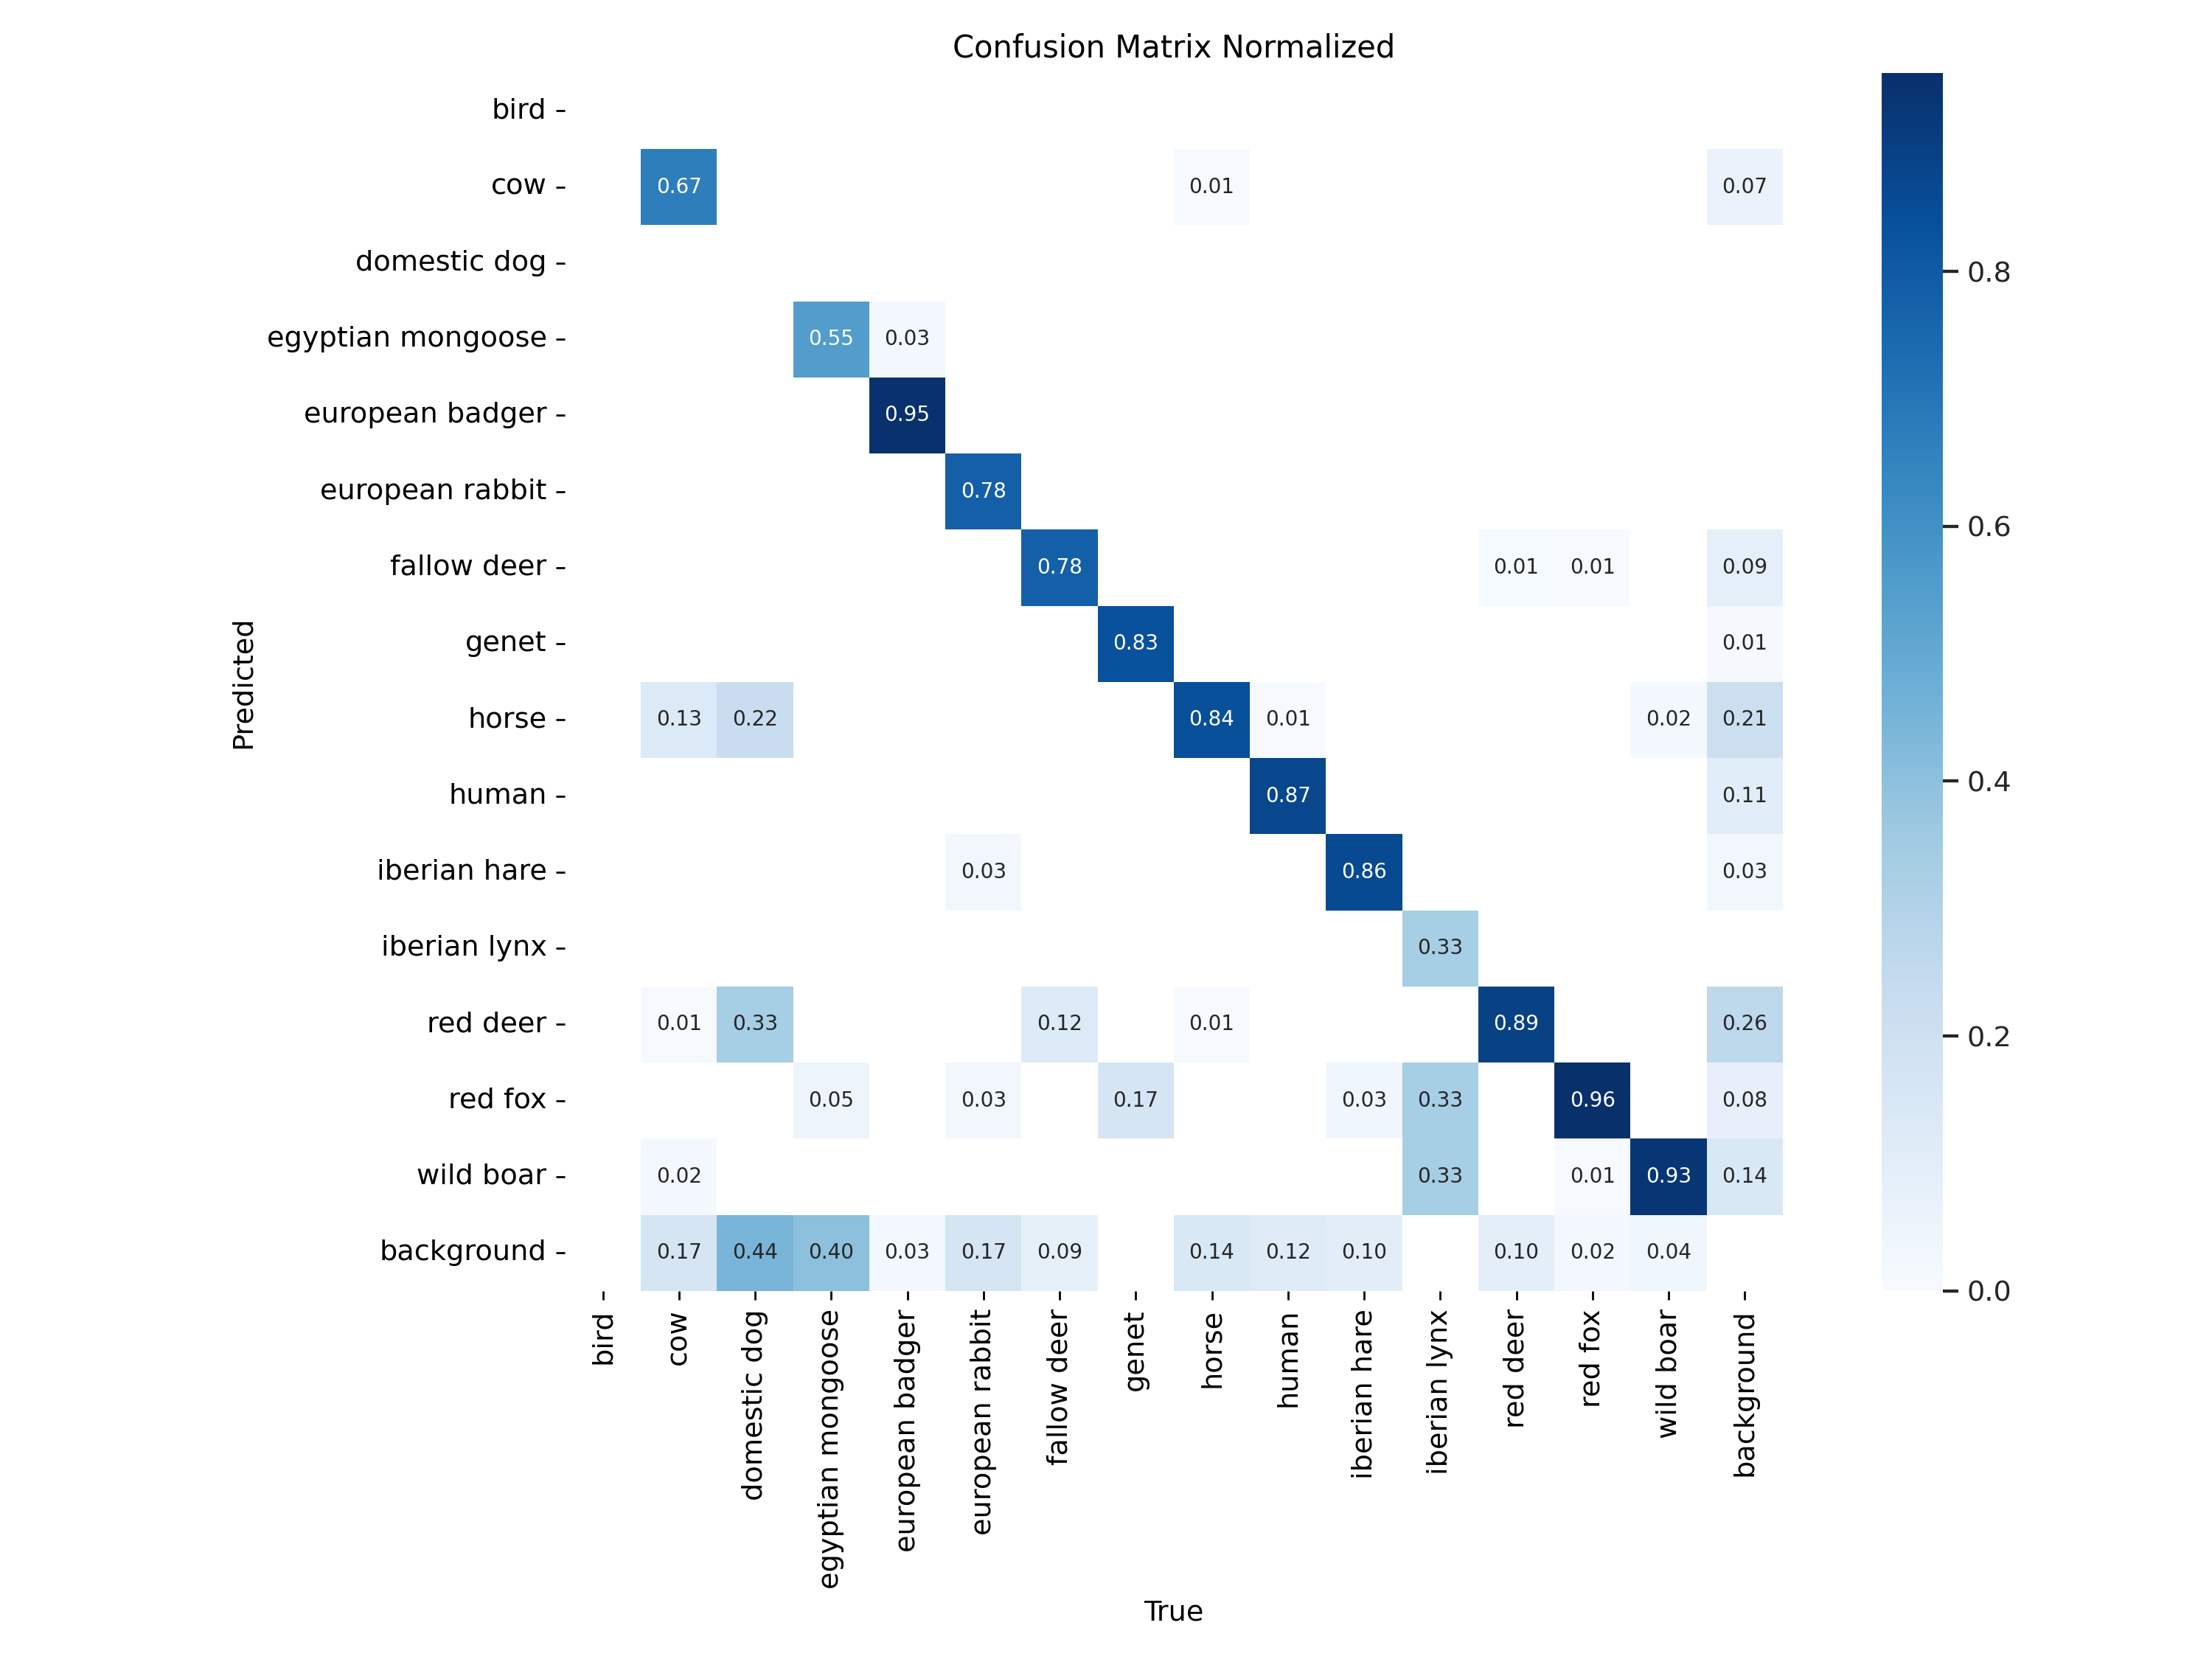 Confusion Matrix Normalized
bird
cow 0.67 0.01 0.07
domestic dog
0.8
egyptian mongoose 0.55 0.03
european badger 0.95
european rabbit 0.78
0.6
fallow deer 0.78 0.01 0.01 0.09
Predicted
genet 0.83 0.01
horse 0.13 0.22 0.84 0.01 0.02 0.21
human 0.87 0.11
0.4
iberian hare 0.03 0.86 0.03
iberian lynx 0.33
red deer 0.01 0.33 0.12 0.01 0.89 0.26
0.2
red fox 0.05 0.03 0.17 0.03 0.33 0.96 0.08
wild boar 0.02 0.33 0.01 0.93 0.14
background 0.17 0.44 0.40 0.03 0.17 0.09 0.14 0.12 0.10 0.10 0.02 0.04
0.0
bird
cow
domestic dog
egyptian mongoose
european badger
european rabbit
fallow deer
genet
horse
human
iberian hare
iberian lynx
red deer
red fox
wild boar
background
True